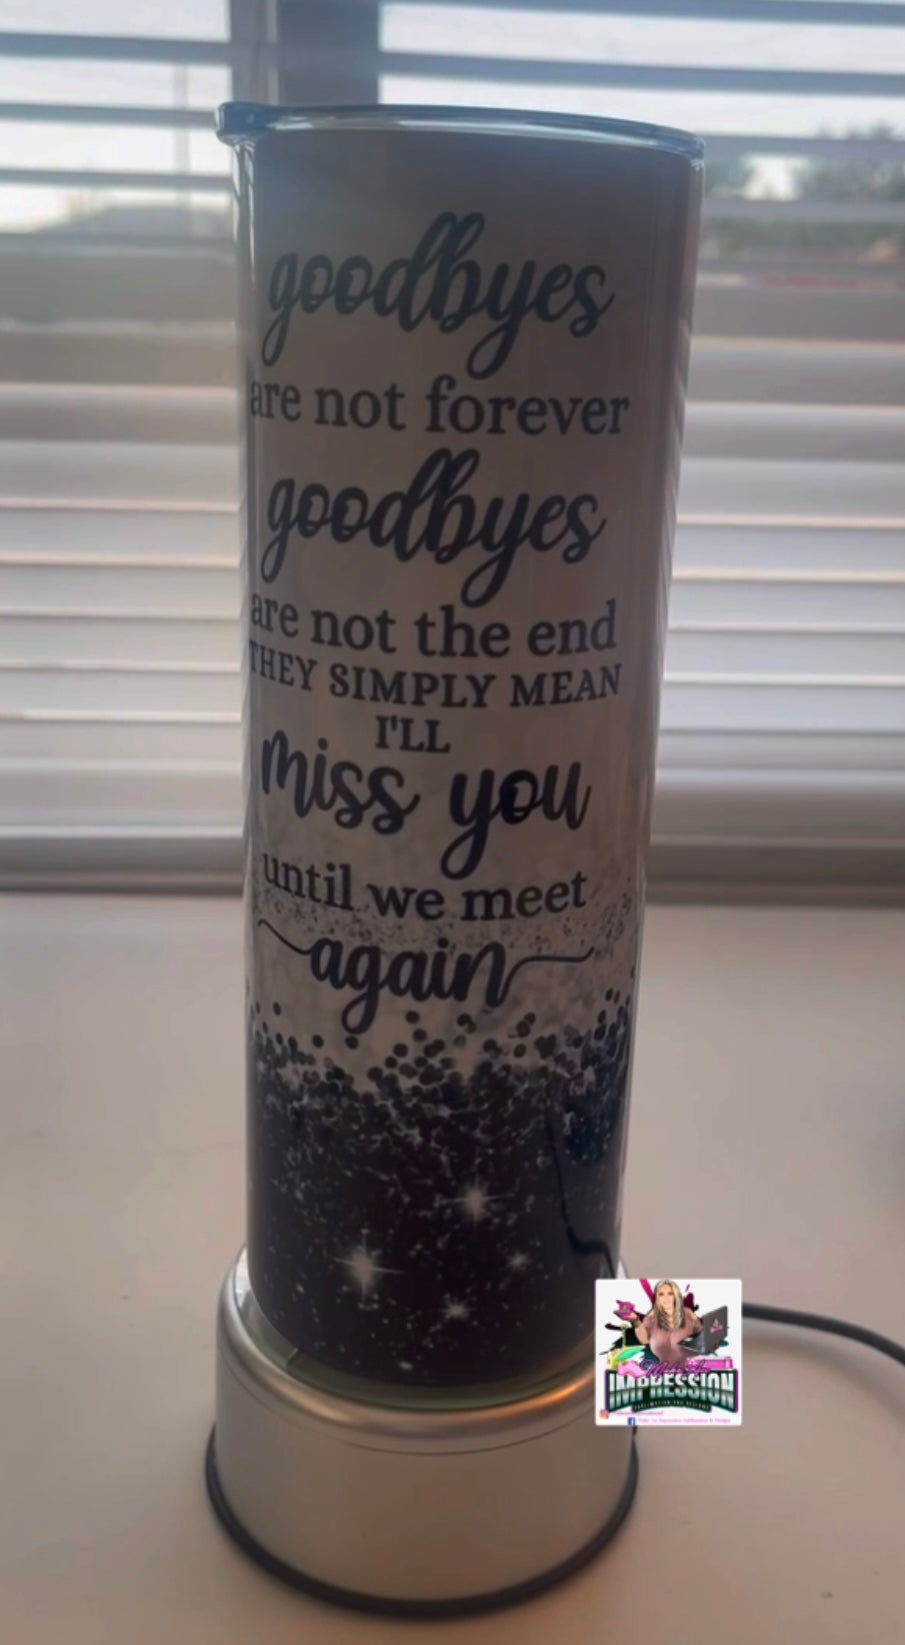 goodbyes
are not forever
goodbyes
are not the end
THEY SIMPLY MEAN
I'LL
miss you
until we meet
again
IMPRESSION